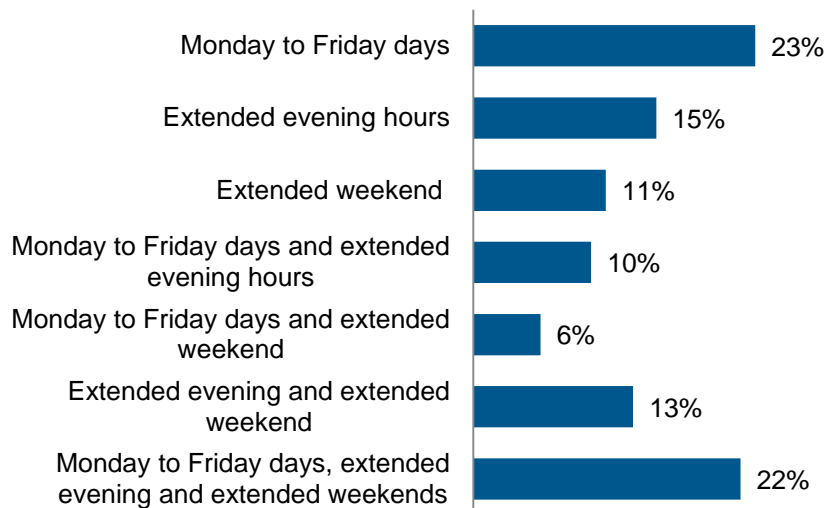 Monday to Friday days
23%
Extended evening hours
15%
Extended weekend
11%
Monday to Friday days and extended
evening hours
10%
Monday to Friday days and extended
weekend
6%
Extended evening and extended
weekend
13%
Monday to Friday days, extended
evening and extended weekends
22%